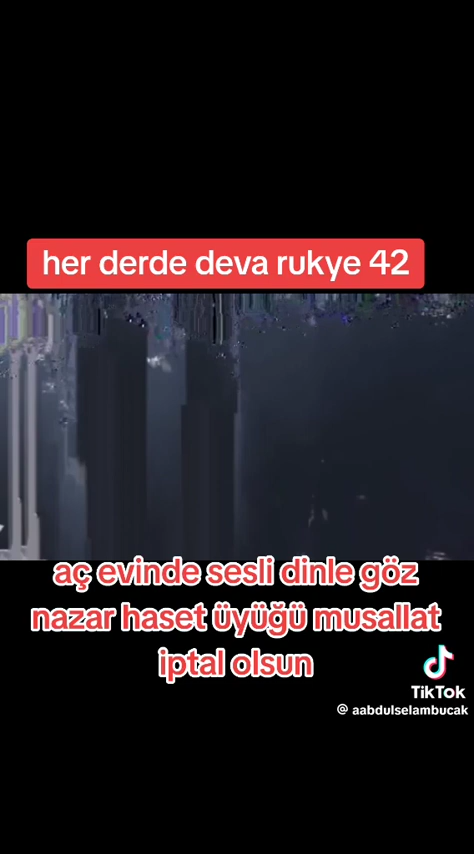 her derde deva rukye 42
aç evinde sesli dinle göz
nazar haset üyüğü musallat
iptal olsun
TikTok
@ aabdulselambucak